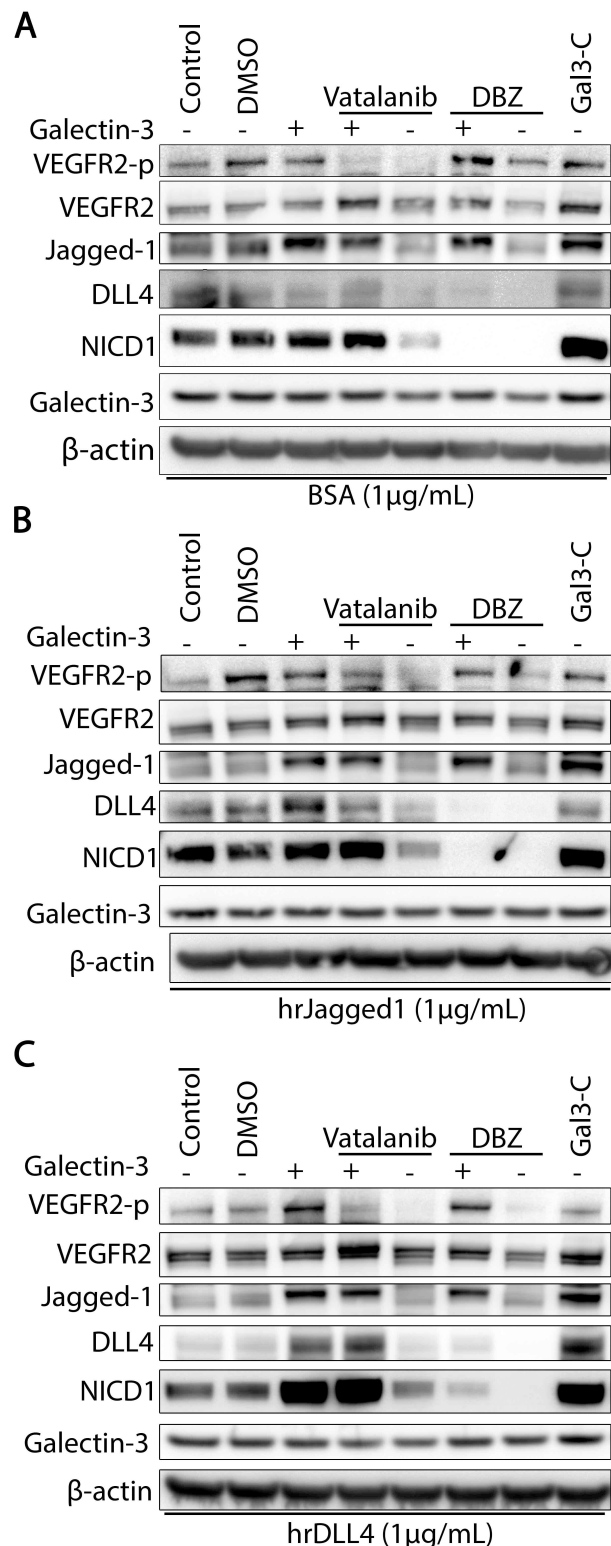 A
Control DMSO Gal3-C
Vatalanib DBZ
Galectin-3 - - + + - + - -
VEGFR2-p
VEGFR2
Jagged-1
DLL4
NICD1
Galectin-3
β-actin
BSA (1µg/mL)
B
Control DMSO Gal3-C
Vatalanib DBZ
Galectin-3 - - + + - + - -
VEGFR2-p
VEGFR2
Jagged-1
DLL4
NICD1
Galectin-3
β-actin
hrJagged1 (1µg/mL)
C
Control DMSO Gal3-C
Vatalanib DBZ
Galectin-3 - - + + - + - -
VEGFR2-p
VEGFR2
Jagged-1
DLL4
NICD1
Galectin-3
β-actin
hrDLL4 (1µg/mL)